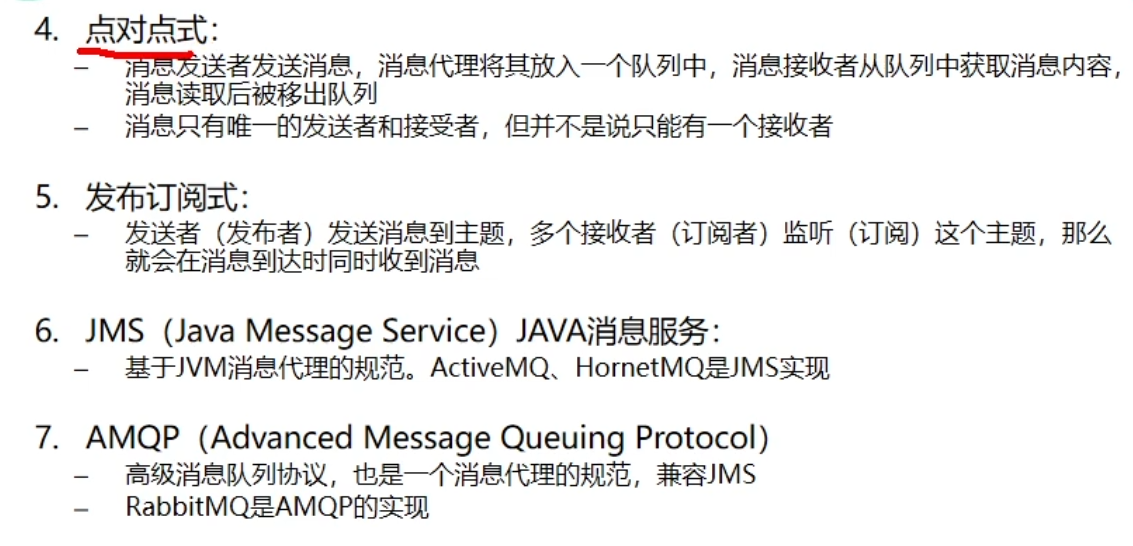 4. 点对点式：
– 消息发送者发送消息，消息代理将其放入一个队列中，消息接收者从队列中获取消息内容，
消息读取后被移出队列
– 消息只有唯一的发送者和接受者，但并不是说只能有一个接收者
5. 发布订阅式：
– 发送者（发布者）发送消息到主题，多个接收者（订阅者）监听（订阅）这个主题，那么
就会在消息到达时同时收到消息
6. JMS（Java Message Service）JAVA消息服务：
– 基于JVM消息代理的规范。ActiveMQ、HornetMQ是JMS实现
7. AMQP（Advanced Message Queuing Protocol）
– 高级消息队列协议，也是一个消息代理的规范，兼容JMS
– RabbitMQ是AMQP的实现